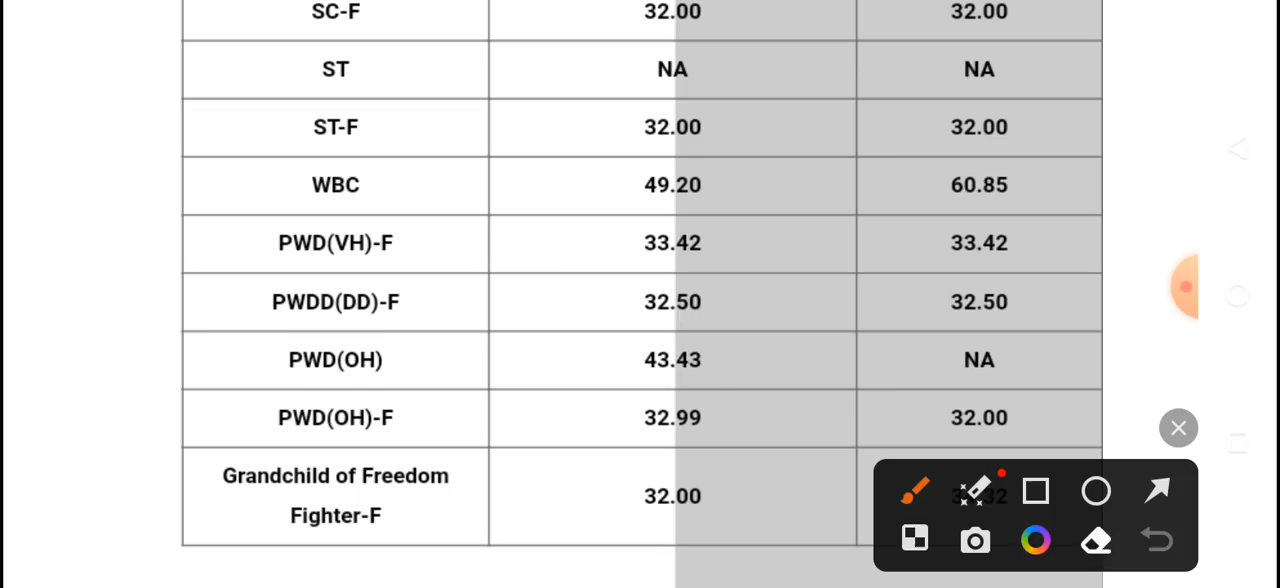 SC-F 32.00 32.00
ST NA NA
ST-F 32.00 32.00
WBC 49.20 60.85
PWD(VH)-F 33.42 33.42
PWDD(DD)-F 32.50 32.50
PWD(OH) 43.43 NA
PWD(OH)-F 32.99 32.00
Grandchild of Freedom
Fighter-F 32.00